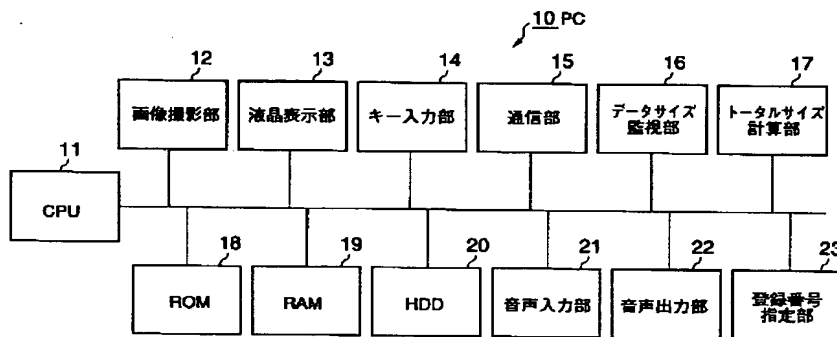 10 PC
12
13
14
15
16
17
画像撮影部
液晶表示部
キー入力部
通信部
データサイズ
監視部
トータルサイズ
計算部
11
CPU
18
19
20
21
22
23
ROM
RAM
HDD
音声入力部
音声出力部
登録番号
指定部